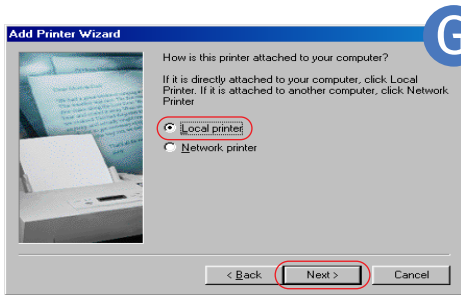 G
Add Printer Wizard
How is this printer attached to your computer?
If it is directly attached to your computer, click Local
Printer. If it is attached to another computer, click Network
Printer
Local printer
Network printer
< Back
Next >
Cancel